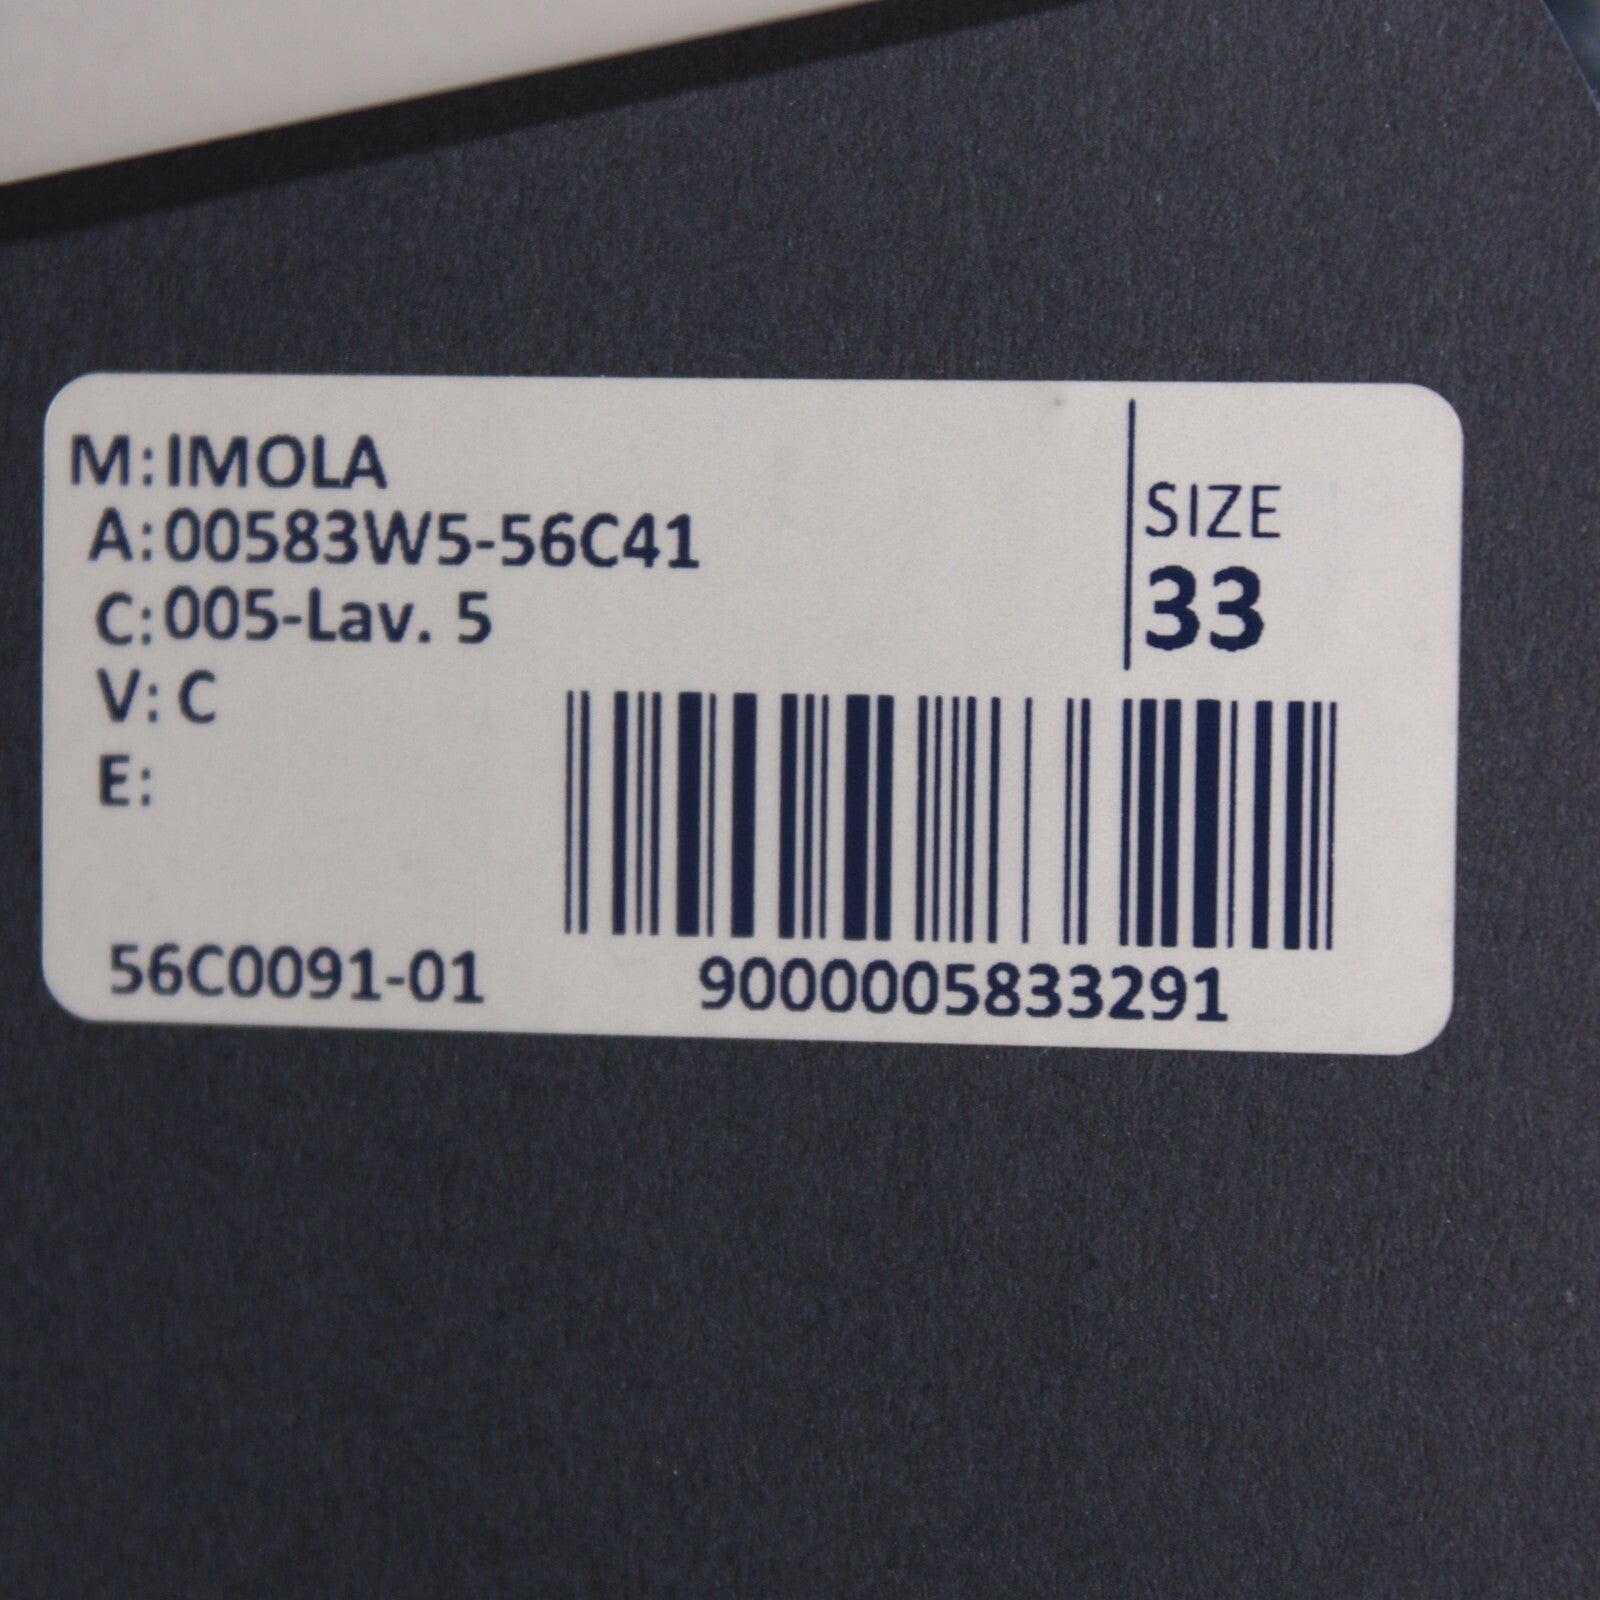 M: IMOLA
A: 00583W5-56C41
C: 005-Lav. 5
V: C
E:
SIZE
33
56C0091-01
9000005833291